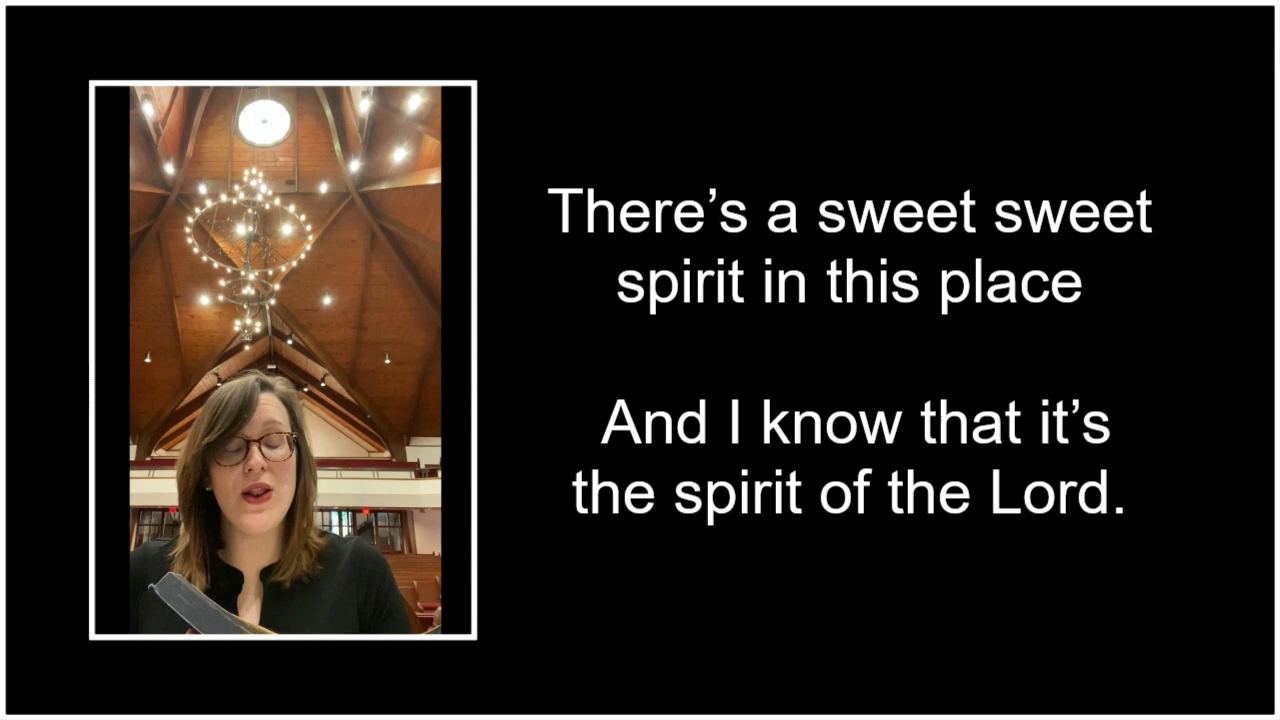 There’s a sweet sweet
spirit in this place
And I know that it’s
the spirit of the Lord.